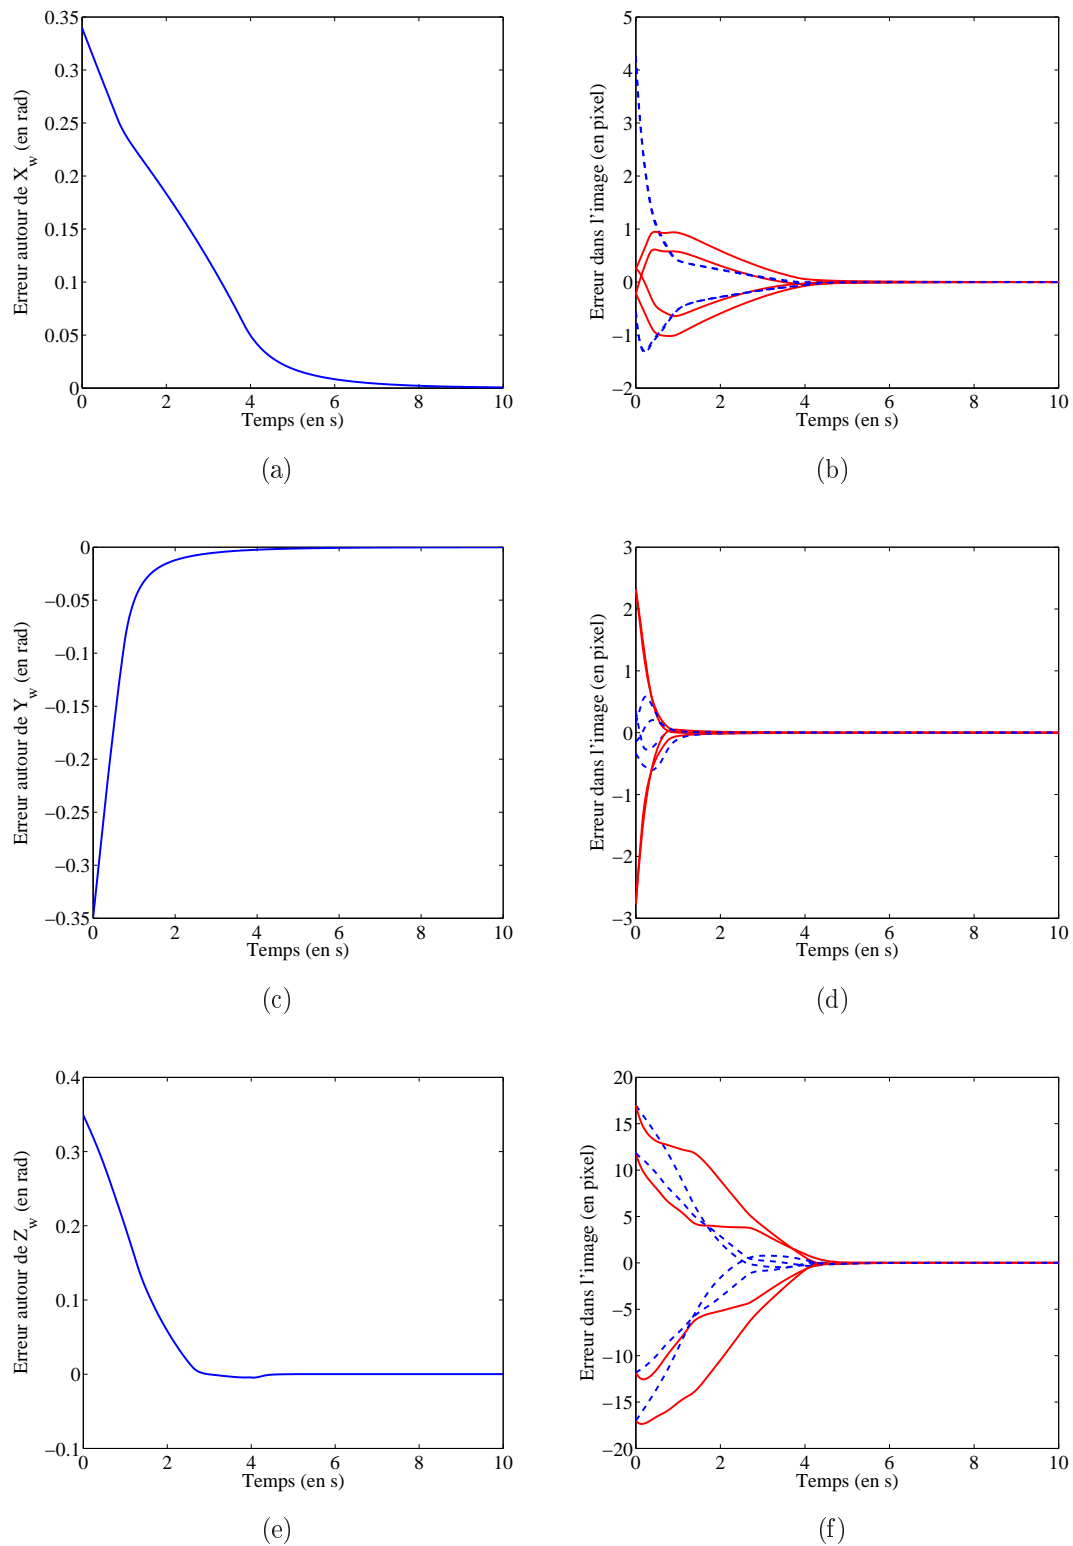 0.35
0.3
0.25
0.2
0.15
0.1
0.05
0
0 2 4 6 8 10
Erreur autour de X_w (en rad)
Temps (en s)
(a)
5
4
3
2
1
0
−1
−2
0 2 4 6 8 10
Erreur dans l'image (en pixel)
Temps (en s)
(b)
0
−0.05
−0.1
−0.15
−0.2
−0.25
−0.3
−0.35
0 2 4 6 8 10
Erreur autour de Y_w (en rad)
Temps (en s)
(c)
3
2
1
0
−1
−2
−3
0 2 4 6 8 10
Erreur dans l'image (en pixel)
Temps (en s)
(d)
0.4
0.3
0.2
0.1
0
−0.1
0 2 4 6 8 10
Erreur autour de Z_w (en rad)
Temps (en s)
(e)
20
15
10
5
0
−5
−10
−15
−20
0 2 4 6 8 10
Erreur dans l'image (en pixel)
Temps (en s)
(f)